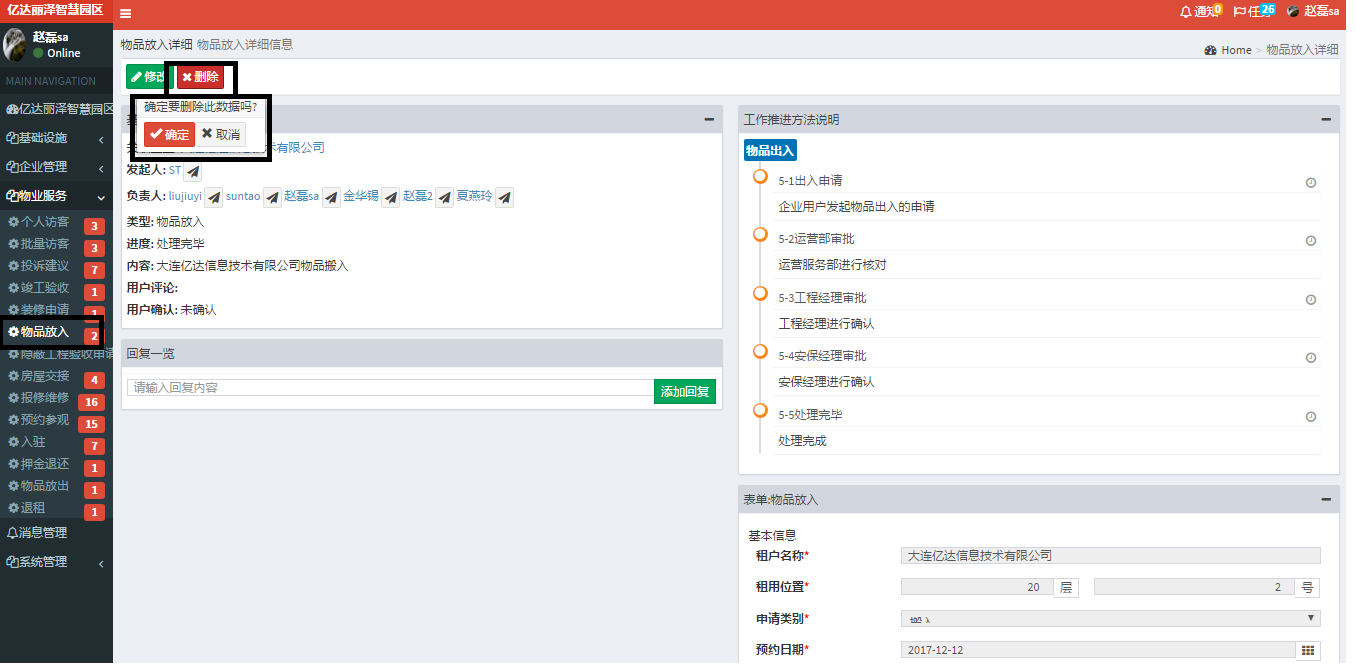 亿达丽泽智慧园区
通知 0
任务 26
赵磊sa
赵磊sa
Online
MAIN NAVIGATION
亿达丽泽智慧园区
基础设施
企业管理
物业服务
个人访客 3
批量访客 3
投诉建议 7
竣工验收 1
装修申请 1
物品放入 2
隐蔽工程验收申请
房屋交接 4
报修维修 16
预约参观 15
入驻 7
押金退还 1
物品放出 1
退租 1
消息管理
系统管理
物品放入详细 物品放入详细信息
Home > 物品放入详细
修改 删除
确定要删除此数据吗?
确定 取消
有限公司
发起人: ST
负责人: liujiuyi suntao 赵磊sa 金华锡 赵磊2 夏燕玲
类型: 物品放入
进度: 处理完毕
内容: 大连亿达信息技术有限公司物品搬入
用户评论:
用户确认: 未确认
回复一览
请输入回复内容 添加回复
工作推进方法说明
物品出入
5-1出入申请
企业用户发起物品出入的申请
5-2运营部审批
运营服务部进行核对
5-3工程经理审批
工程经理进行确认
5-4安保经理审批
安保经理进行确认
5-5处理完毕
处理完成
表单:物品放入
基本信息
租户名称* 大连亿达信息技术有限公司
租用位置* 20 层 2 号
申请类别*
预约日期* 2017-12-12